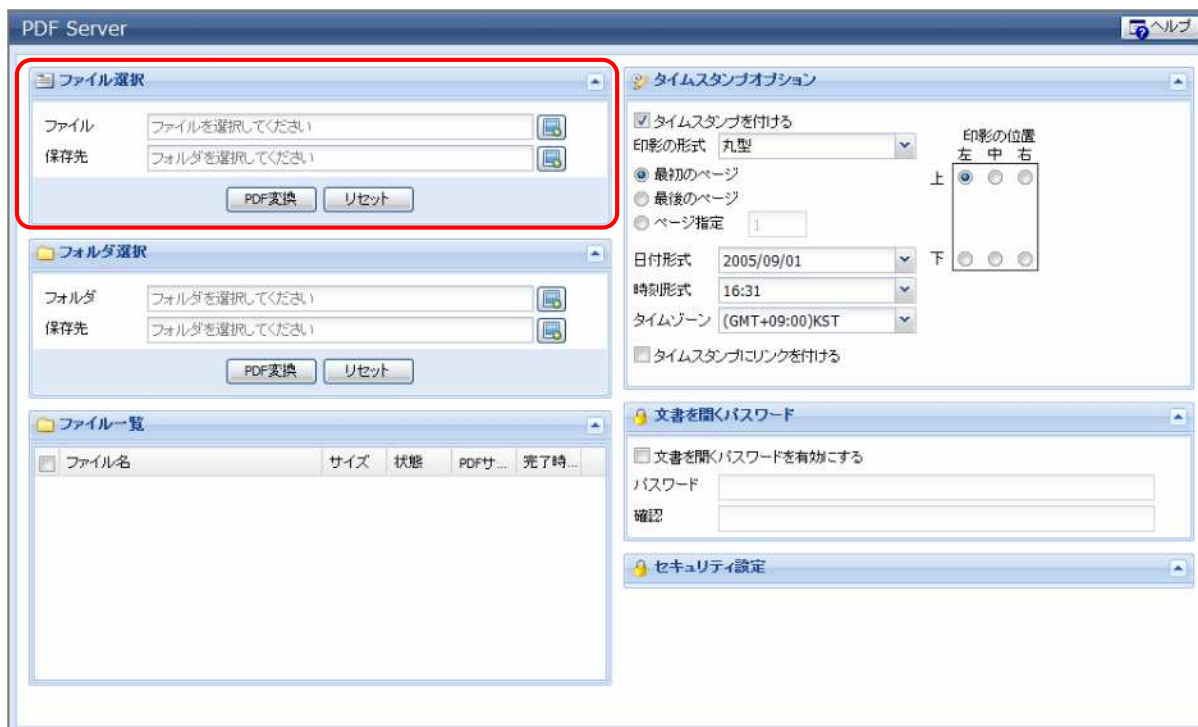 PDF Server
ヘルプ
ファイル選択
ファイル
ファイルを選択してください
保存先
フォルダを選択してください
PDF変換
リセット
フォルダ選択
フォルダ
フォルダを選択してください
保存先
フォルダを選択してください
PDF変換
リセット
ファイル一覧
ファイル名 サイズ 状態 PDFサ... 完了時...
タイムスタンプオプション
タイムスタンプを付ける
印影の形式 丸型
最初のページ
最後のページ
ページ指定 1
印影の位置
左 中 右
上
下
日付形式 2005/09/01
時刻形式 16:31
タイムゾーン (GMT+09:00)KST
タイムスタンプにリンクを付ける
文書を開くパスワード
文書を開くパスワードを有効にする
パスワード
確認
セキュリティ設定